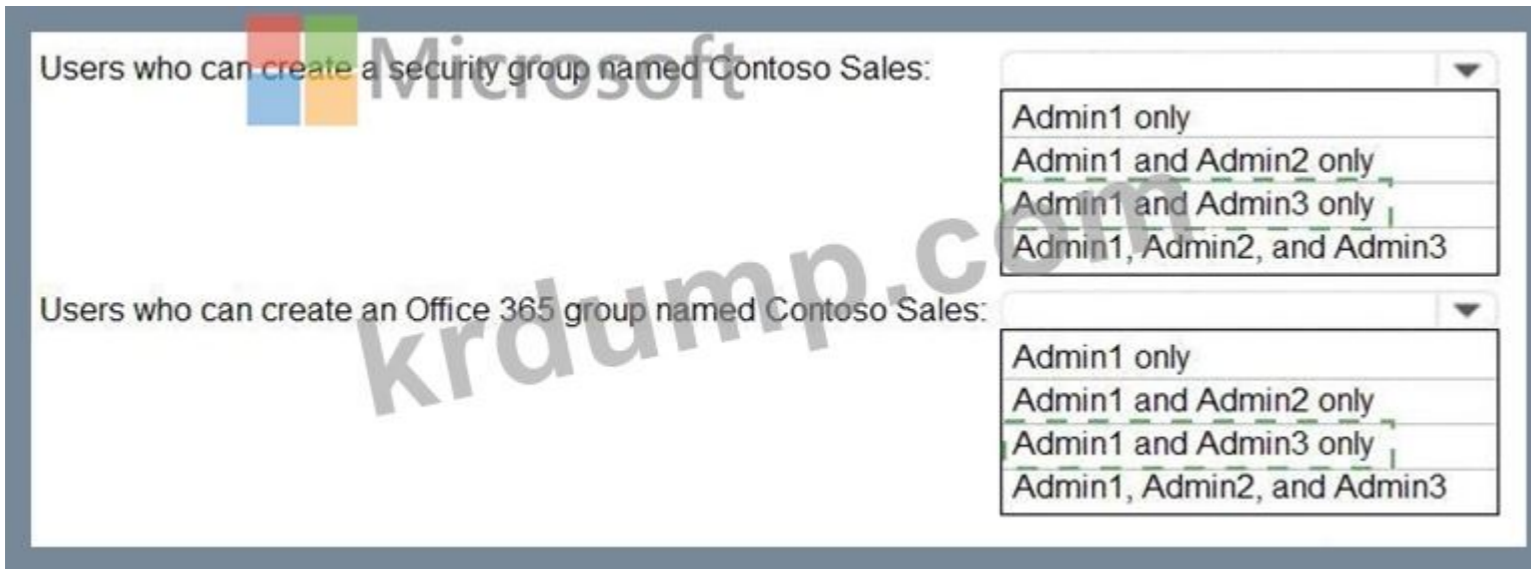 Microsoft
Users who can create a security group named Contoso Sales:
Admin1 only
Admin1 and Admin2 only
Admin1 and Admin3 only
Admin1, Admin2, and Admin3
Users who can create an Office 365 group named Contoso Sales:
Admin1 only
Admin1 and Admin2 only
Admin1 and Admin3 only
Admin1, Admin2, and Admin3
krdump.com